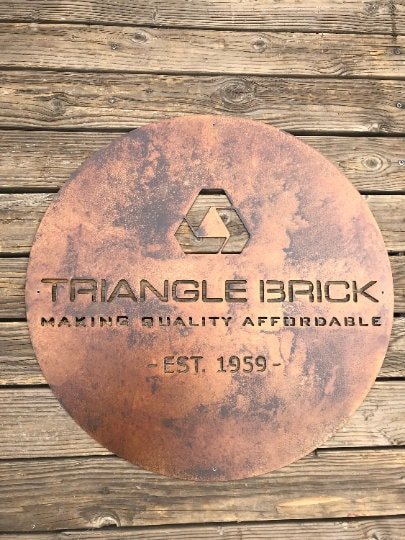 TRIANGLE BRICK
MAKING QUALITY AFFORDABLE
- EST. 1959 -